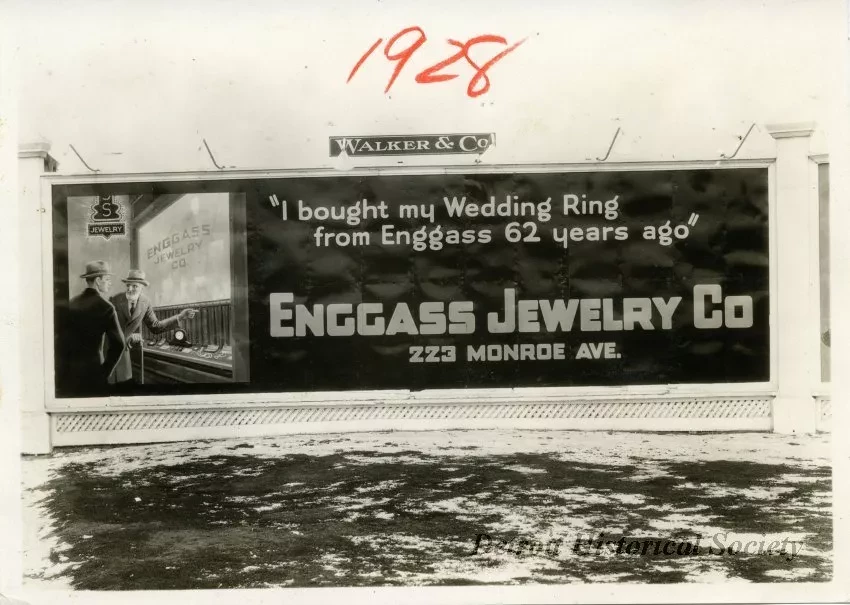 1928
WALKER & CO.
"I bought my Wedding Ring
from Enggass 62 years ago"
S
JEWELRY
ENGGASS
JEWELRY
CO
ENGGASS JEWELRY CO
223 MONROE AVE.
Detroit Historical Society